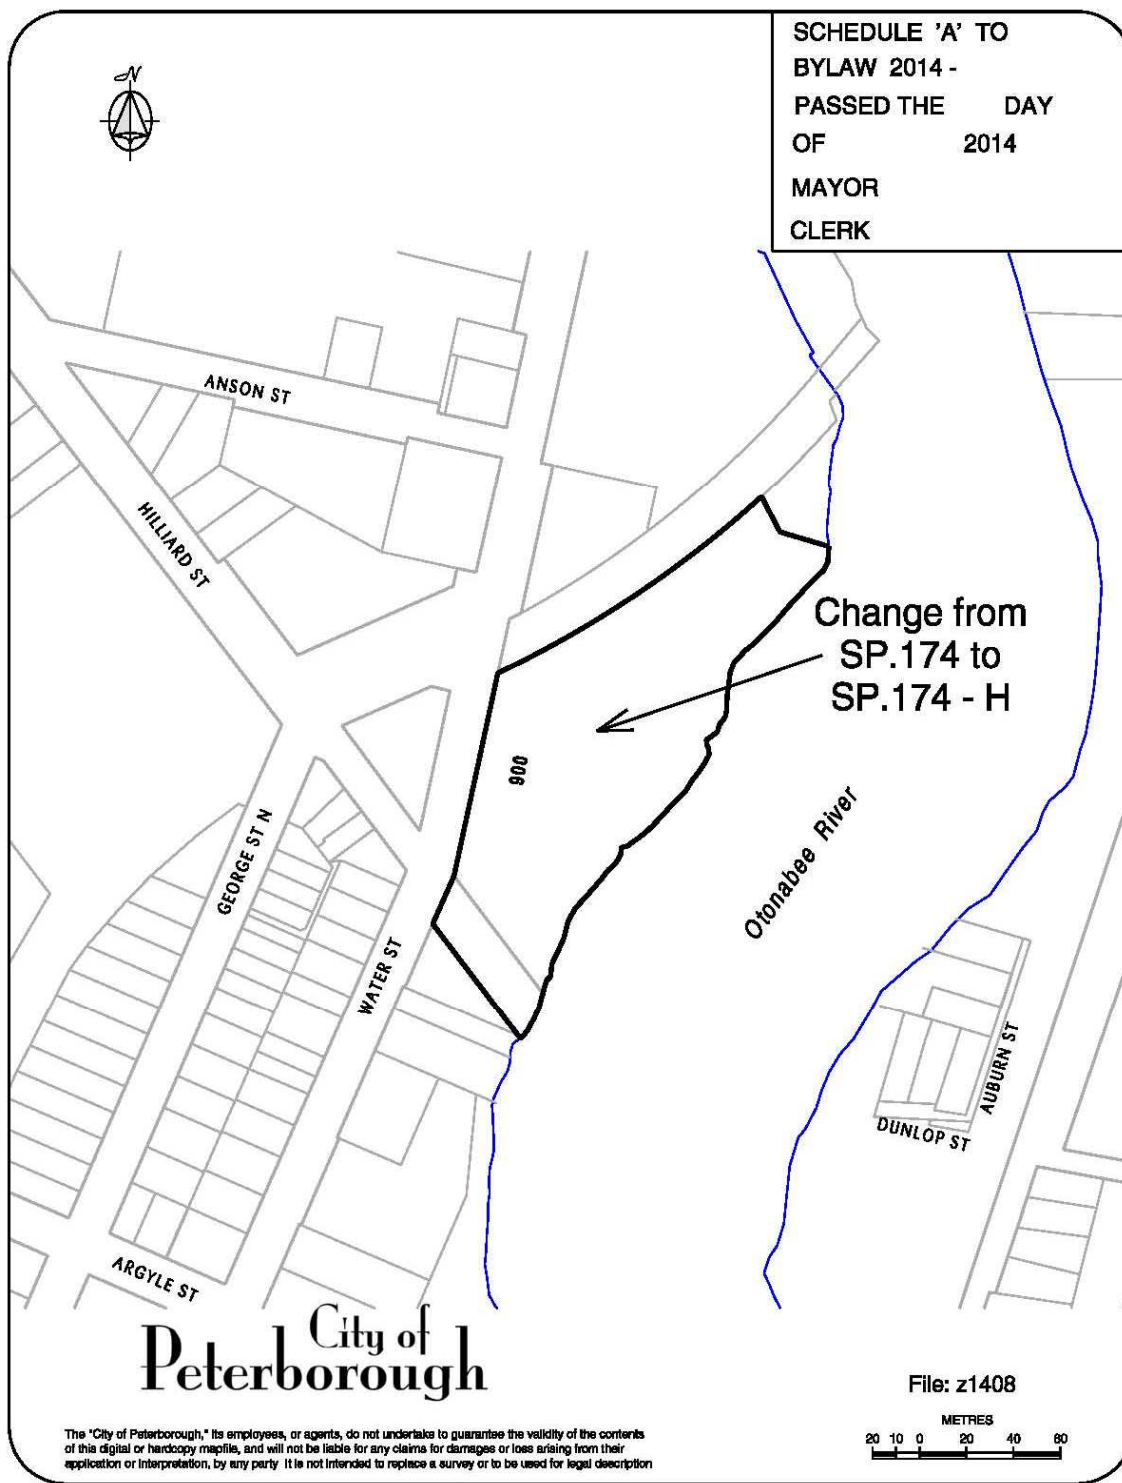 SCHEDULE 'A' TO
BYLAW 2014 -
PASSED THE DAY
OF 2014
MAYOR
CLERK
N
ANSON ST
HILLIARD ST
Change from
SP.174 to
SP.174 - H
900
GEORGE ST N
WATER ST
Otonabee River
AUBURN ST
DUNLOP ST
ARGYLE ST
City of
Peterborough
File: z1408
METRES
20 10 0 20 40 60
The "City of Peterborough," its employees, or agents, do not undertake to guarantee the validity of the contents
of this digital or hardcopy mapfile, and will not be liable for any claims for damages or loss arising from their
application or interpretation, by any party It is not intended to replace a survey or to be used for legal description